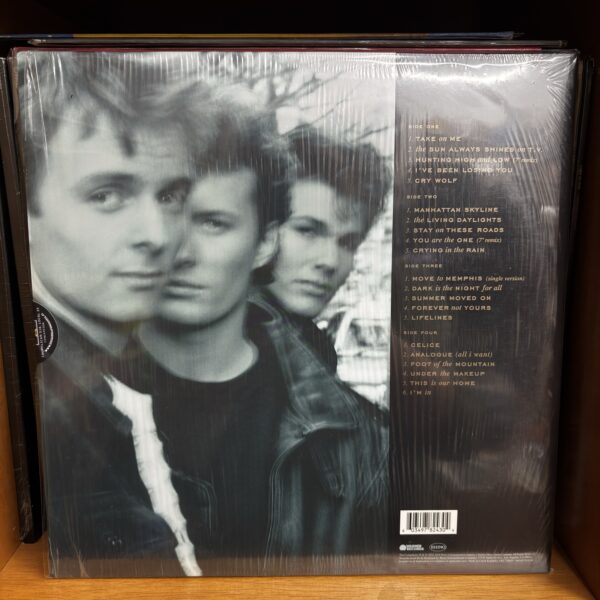 SIDE ONE
1. TAKE on ME
2. the SUN ALWAYS SHINES on T.V.
3. HUNTING HIGH and LOW (7" remix)
4. I'VE BEEN LOSING YOU
5. CRY WOLF
SIDE TWO
1. MANHATTAN SKYLINE
2. the LIVING DAYLIGHTS
3. STAY on THESE ROADS
4. YOU are the ONE (7" remix)
5. CRYING in the RAIN
SIDE THREE
1. MOVE to MEMPHIS (single version)
2. DARK is the NIGHT for all
3. SUMMER MOVED ON
4. FOREVER not YOURS
5. LIFELINES
SIDE FOUR
1. CELICE
2. ANALOGUE (all i want)
3. FOOT of the MOUNTAIN
4. UNDER the MAKEUP
5. THIS is our HOME
6. I'M in
6 03497 82430 4
RHINO